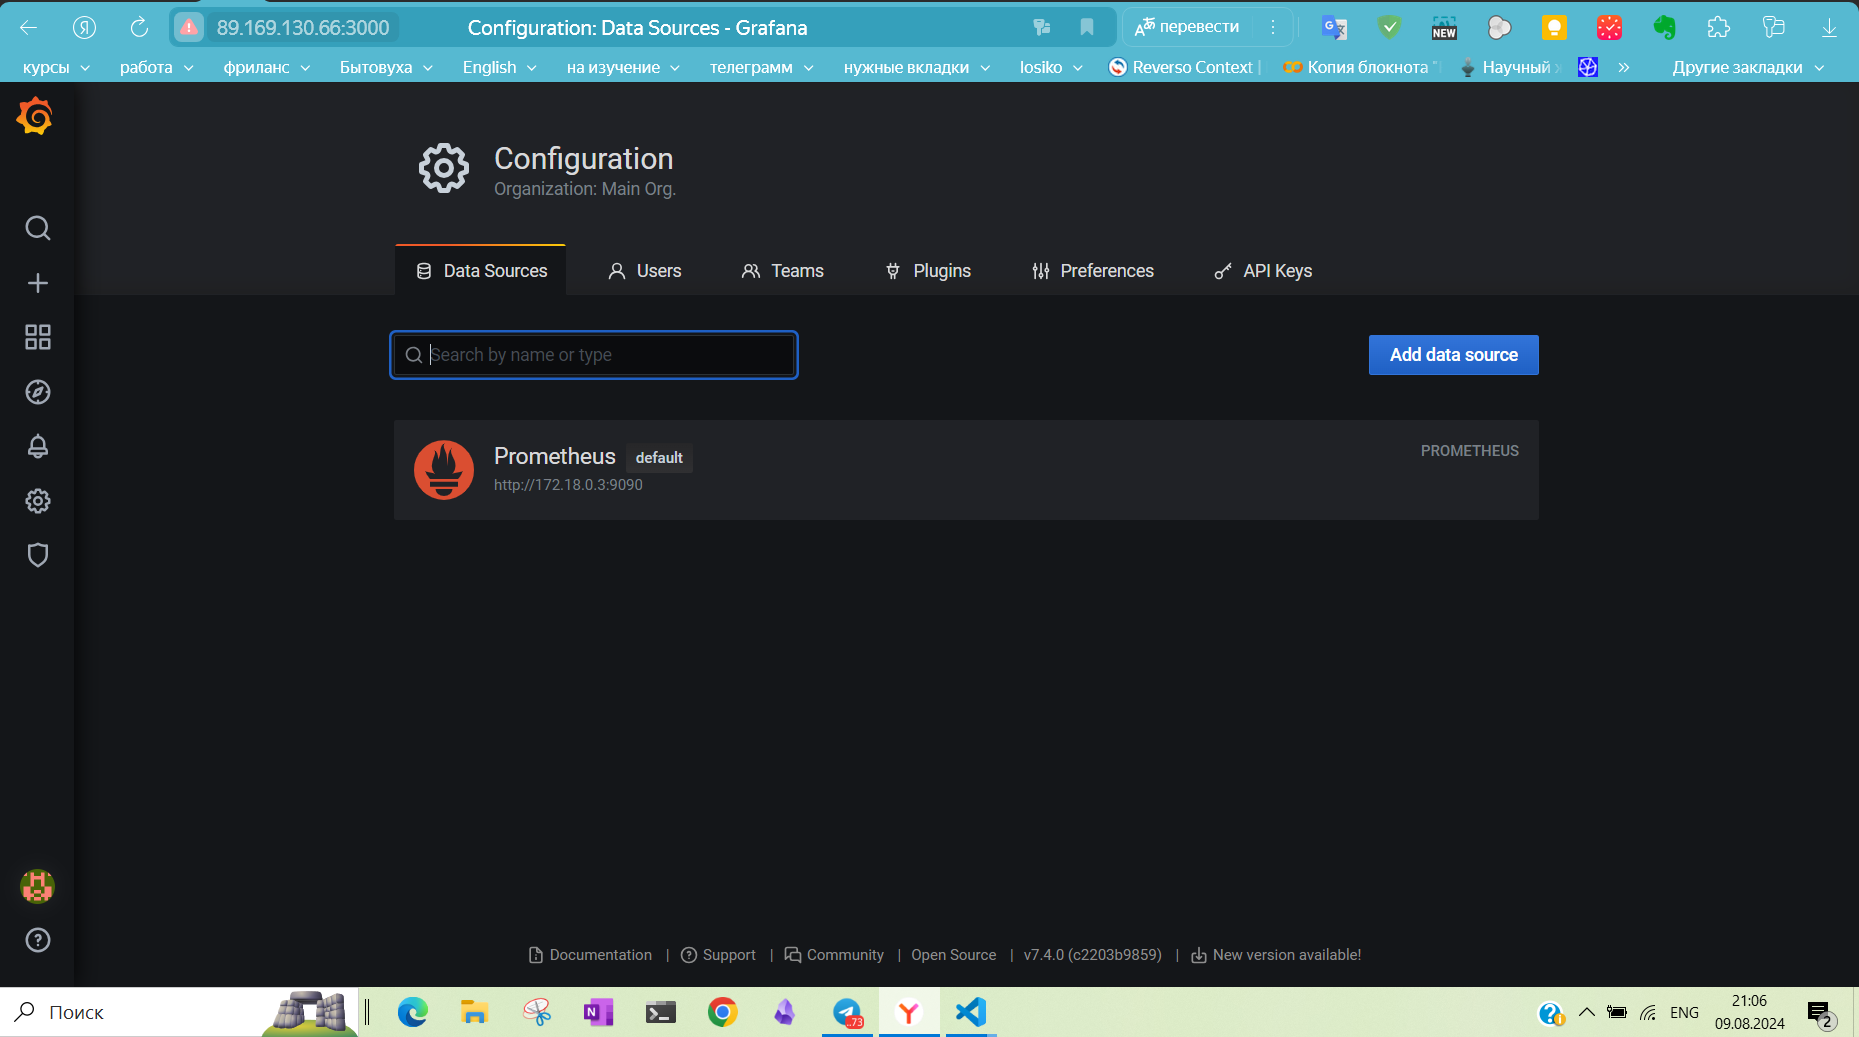 89.169.130.66:3000 Configuration: Data Sources - Grafana перевести NEW
курсы работа фриланс Бытовуха English на изучение телеграмм нужные вкладки losiko Reverso Context | Копия блокнота " Научный » Другие закладки
Configuration
Organization: Main Org.
Data Sources Users Teams Plugins Preferences API Keys
Search by name or type Add data source
Prometheus default PROMETHEUS
http://172.18.0.3:9090
Documentation | Support | Community | Open Source | v7.4.0 (c2203b9859) | New version available!
Поиск ..73 ENG 21:06
09.08.2024 2